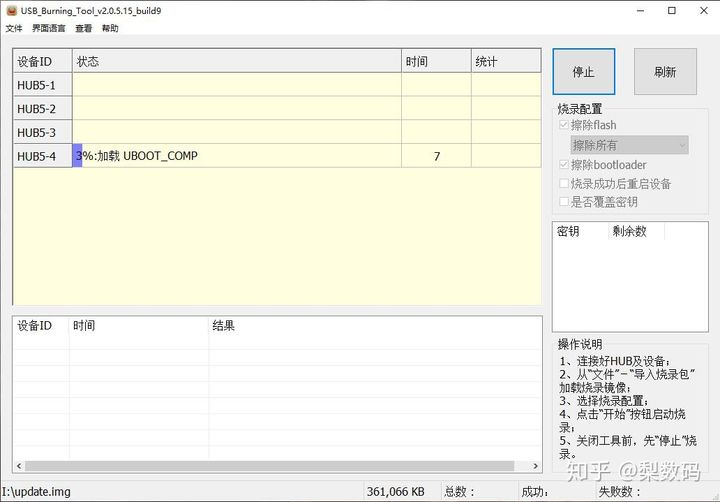 USB_Burning_Tool_v2.0.5.15_build9
文件 界面语言 查看 帮助
设备ID 状态 时间 统计
HUB5-1
HUB5-2
HUB5-3
HUB5-4 3%:加载 UBOOT_COMP 7
停止 刷新
烧录配置
擦除flash
擦除所有
擦除bootloader
烧录成功后重启设备
是否覆盖密钥
密钥 剩余数
设备ID 时间 结果
操作说明
1、连接好HUB及设备;
2、从“文件”-“导入烧录包”
加载烧录镜像;
3、选择烧录配置;
4、点击“开始”按钮启动烧
录;
5、关闭工具前，先“停止”烧
录。
知乎 @梨数码
I:\update.img 361,066 KB 总数: 成功: 失败数: